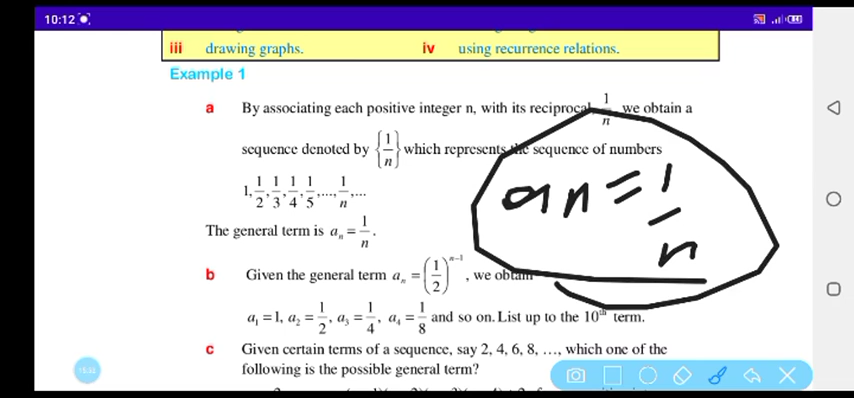 10:12
iii drawing graphs. iv using recurrence relations.
Example 1
a By associating each positive integer n, with its reciprocal, 1/n we obtain a
sequence denoted by {1/n} which represents the sequence of numbers
1, 1/2, 1/3, 1/4, 1/5, ..., 1/n, ...
The general term is aₙ = 1/n.
an = 1/n
b Given the general term aₙ = (1/2)ⁿ⁻¹, we obtain
a₁ = 1, a₂ = 1/2, a₃ = 1/4, a₄ = 1/8 and so on. List up to the 10ᵗʰ term.
c Given certain terms of a sequence, say 2, 4, 6, 8, …, which one of the
following is the possible general term?